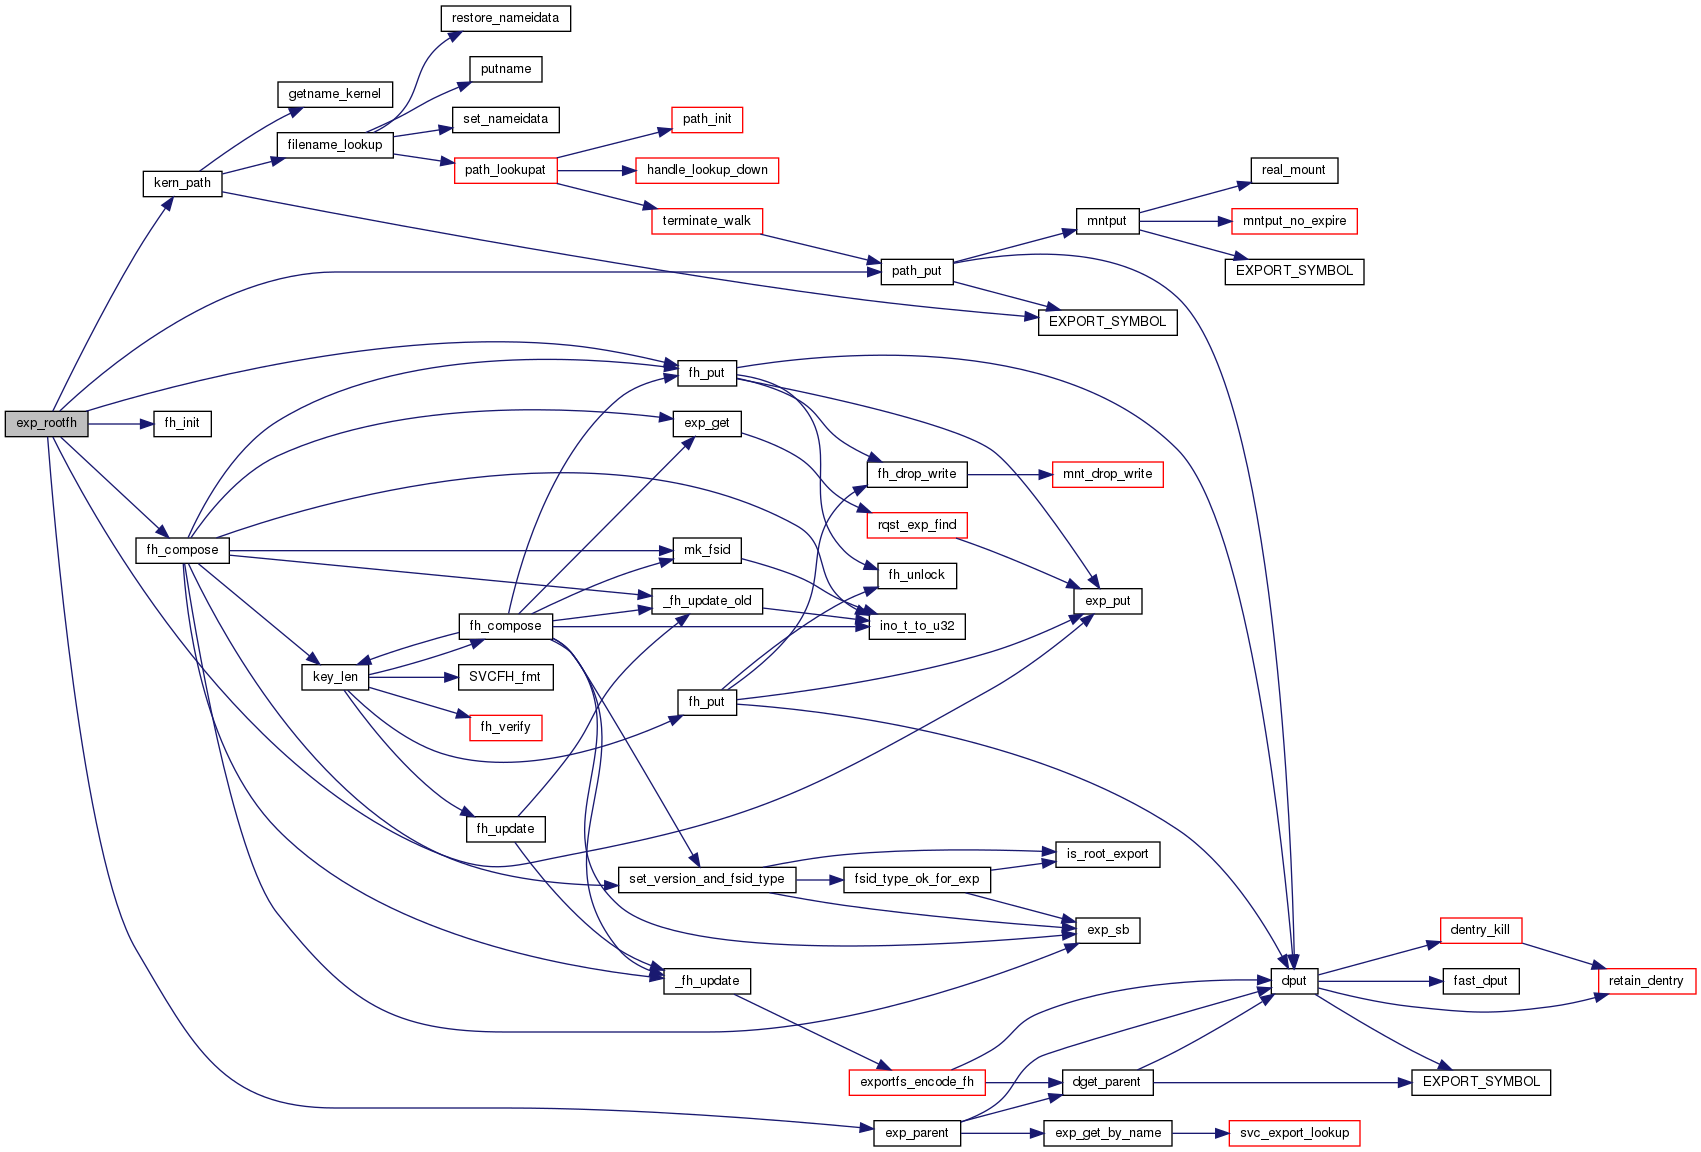 restore_nameidata
putname
getname_kernel
set_nameidata
path_init
filename_lookup
path_lookupat
handle_lookup_down
real_mount
kern_path
terminate_walk
mntput
mntput_no_expire
path_put
EXPORT_SYMBOL
EXPORT_SYMBOL
fh_put
exp_rootfh
fh_init
exp_get
fh_drop_write
mnt_drop_write
rqst_exp_find
fh_compose
mk_fsid
fh_unlock
_fh_update_old
exp_put
fh_compose
ino_t_to_u32
key_len
SVCFH_fmt
fh_put
fh_verify
fh_update
is_root_export
set_version_and_fsid_type
fsid_type_ok_for_exp
exp_sb
dentry_kill
_fh_update
dput
fast_dput
retain_dentry
exportfs_encode_fh
dget_parent
EXPORT_SYMBOL
exp_parent
exp_get_by_name
svc_export_lookup